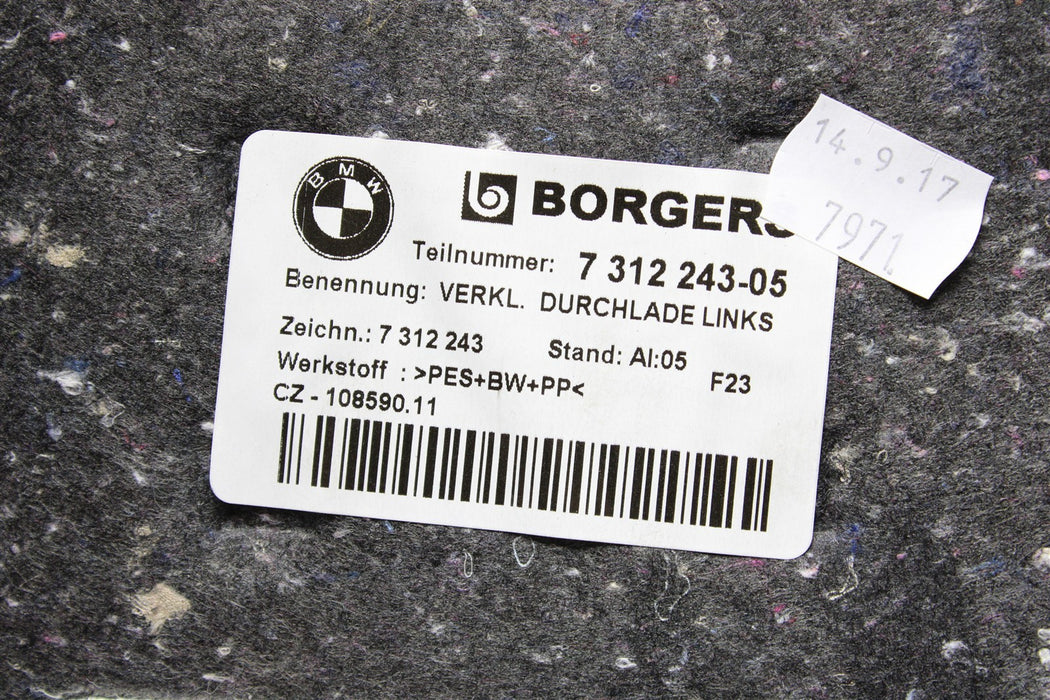 BMW
BORGERS
Teilnummer: 7 312 243-05
Benennung: VERKL. DURCHLADE LINKS
Zeichn.: 7 312 243 Stand: AI:05
Werkstoff : >PES+BW+PP< F23
CZ - 108590.11
14.9.17
7971